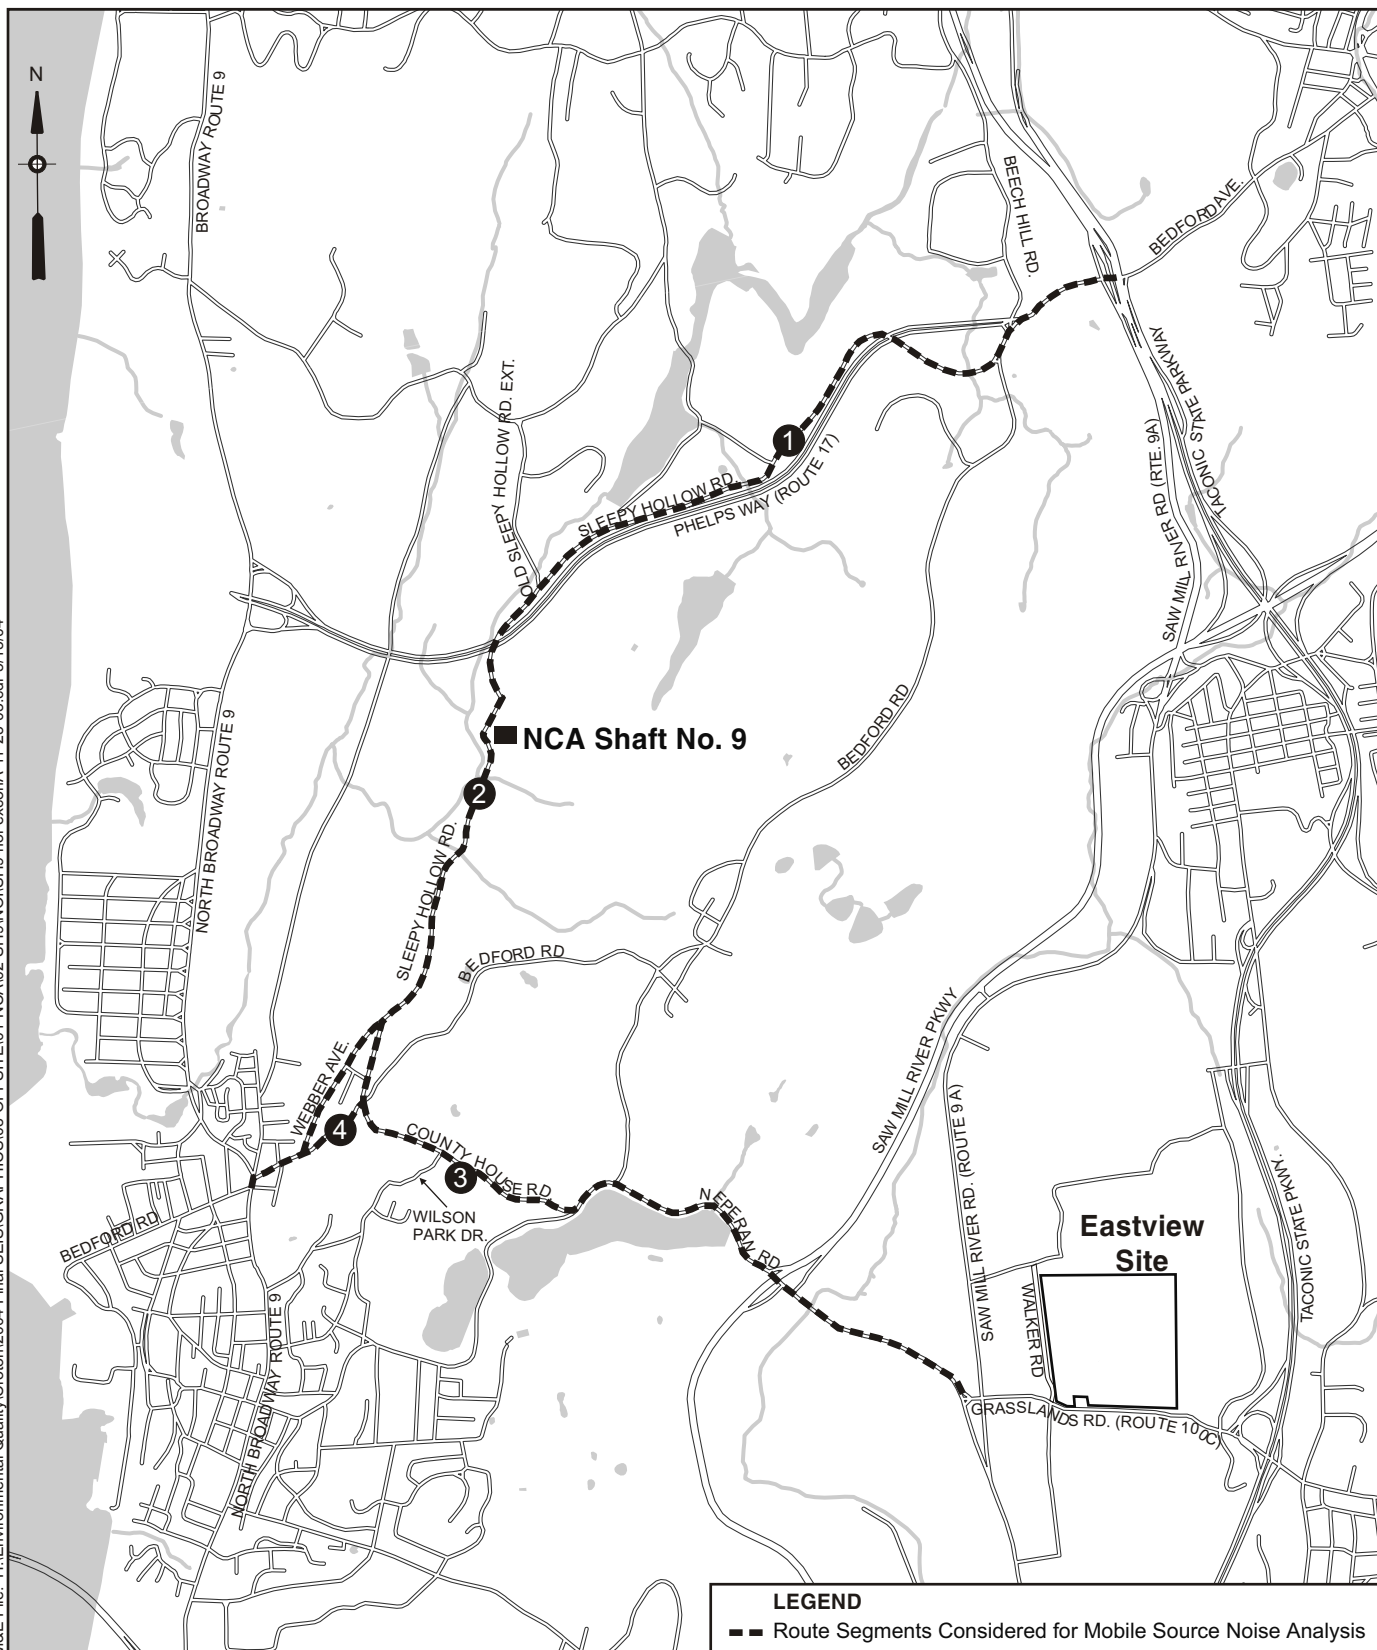 N
BROADWAY ROUTE 9
BEECH HILL RD.
BEDFORD AVE.
TACONIC STATE PARKWAY
SAW MILL RIVER RD (RTE. 9A)
OLD SLEEPY HOLLOW RD. EXT.
1
SLEEPY HOLLOW RD.
PHELPS WAY (ROUTE 17)
NCA Shaft No. 9
2
BEDFORD RD
NORTH BROADWAY ROUTE 9
SLEEPY HOLLOW RD.
BEDFORD RD
SAW MILL RIVER PKWY
WEBBER AVE.
4
COUNTY HOUSE RD.
3
WILSON
PARK DR.
NEPERAN RD.
SAW MILL RIVER RD. (ROUTE 9A)
WALKER RD
Eastview
Site
TACONIC STATE PKWY.
GRASSLANDS RD. (ROUTE 100C)
BEDFORD RD
NORTH BROADWAY ROUTE 9
LEGEND
Route Segments Considered for Mobile Source Noise Analysis